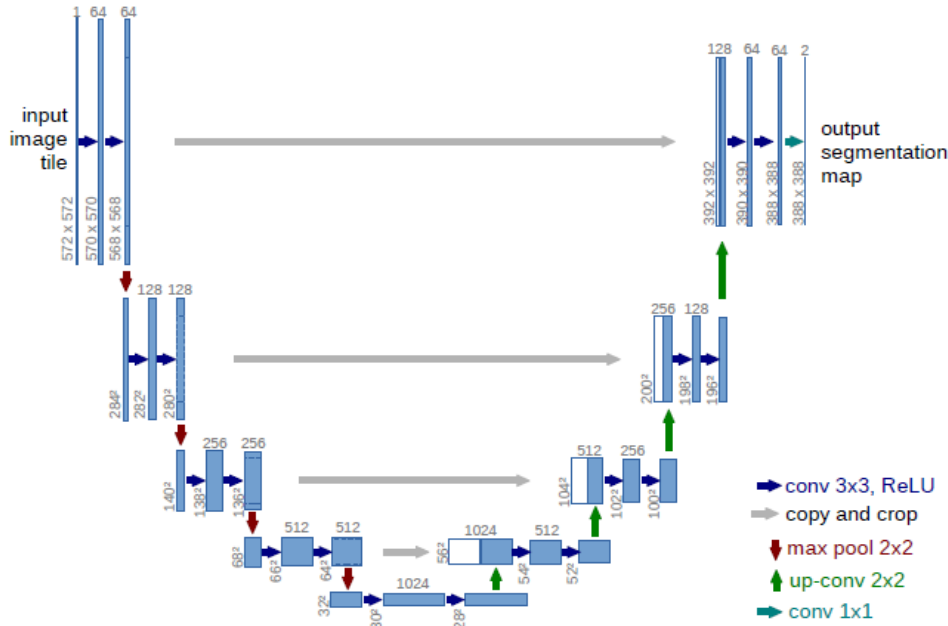 1 64 64
128 64 64 2
input
image
tile
output
segmentation
map
572 x 572
570 x 570
568 x 568
392 x 392
390 x 390
388 x 388
388 x 388
128 128
256 128
284²
282²
280²
200²
198²
196²
256 256
512 256
140²
138²
136²
104²
102²
100²
512 512
1024 512
68²
66²
64²
56²
54²
52²
1024
32²
30²
28²
conv 3x3, ReLU
copy and crop
max pool 2x2
up-conv 2x2
conv 1x1